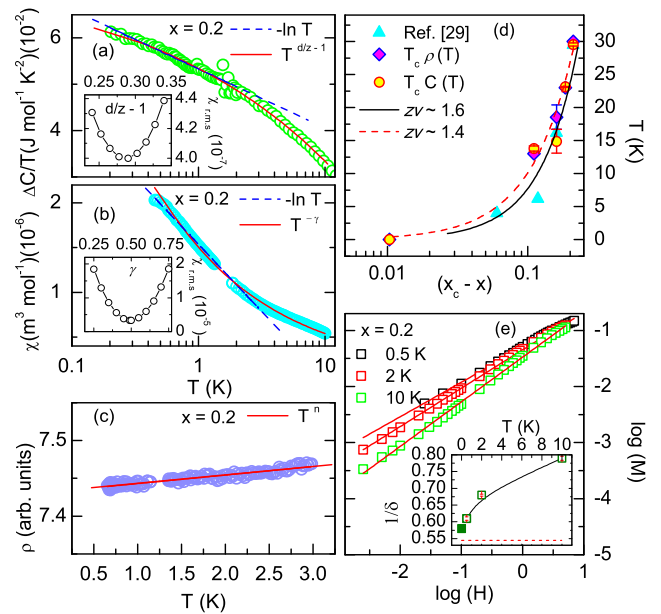 (a)
x = 0.2
-ln T
T^{d/z - 1}
ΔC/T(J mol⁻¹ K⁻²)(10⁻²)
6
4
2
0.25 0.30 0.35
d/z - 1
4.4
4.2
4.0
χ_{r.m.s} (10⁻⁷)
(b)
x = 0.2
-ln T
T^{-γ}
χ(m³ mol⁻¹)(10⁻⁶)
2
1
0
0.25 0.50 0.75
γ
2
1
0
χ_{r.m.s} (10⁻⁵)
0.1 1 10
T (K)
(c)
x = 0.2
T^n
ρ (arb. units)
7.5
7.4
0.5 1.0 1.5 2.0 2.5 3.0
T (K)
(d)
Ref. [29]
T_c ρ (T)
T_c C (T)
zν ~ 1.6
zν ~ 1.4
30
25
20
15
10
5
0
T (K)
0.01 0.1
(x_c - x)
(e)
x = 0.2
0.5 K
2 K
10 K
-1
-2
-3
-4
-5
log (M)
T (K)
0 2 4 6 8 10
1/δ
0.80
0.75
0.70
0.65
0.60
0.55
-2 -1 0 1
log (H)